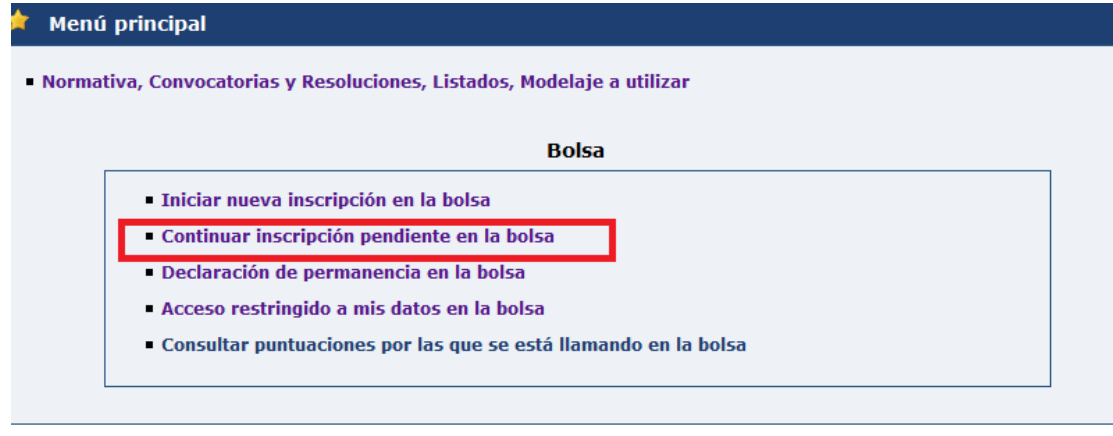 Menú principal
Normativa, Convocatorias y Resoluciones, Listados, Modelaje a utilizar
Bolsa
Iniciar nueva inscripción en la bolsa
Continuar inscripción pendiente en la bolsa
Declaración de permanencia en la bolsa
Acceso restringido a mis datos en la bolsa
Consultar puntuaciones por las que se está llamando en la bolsa